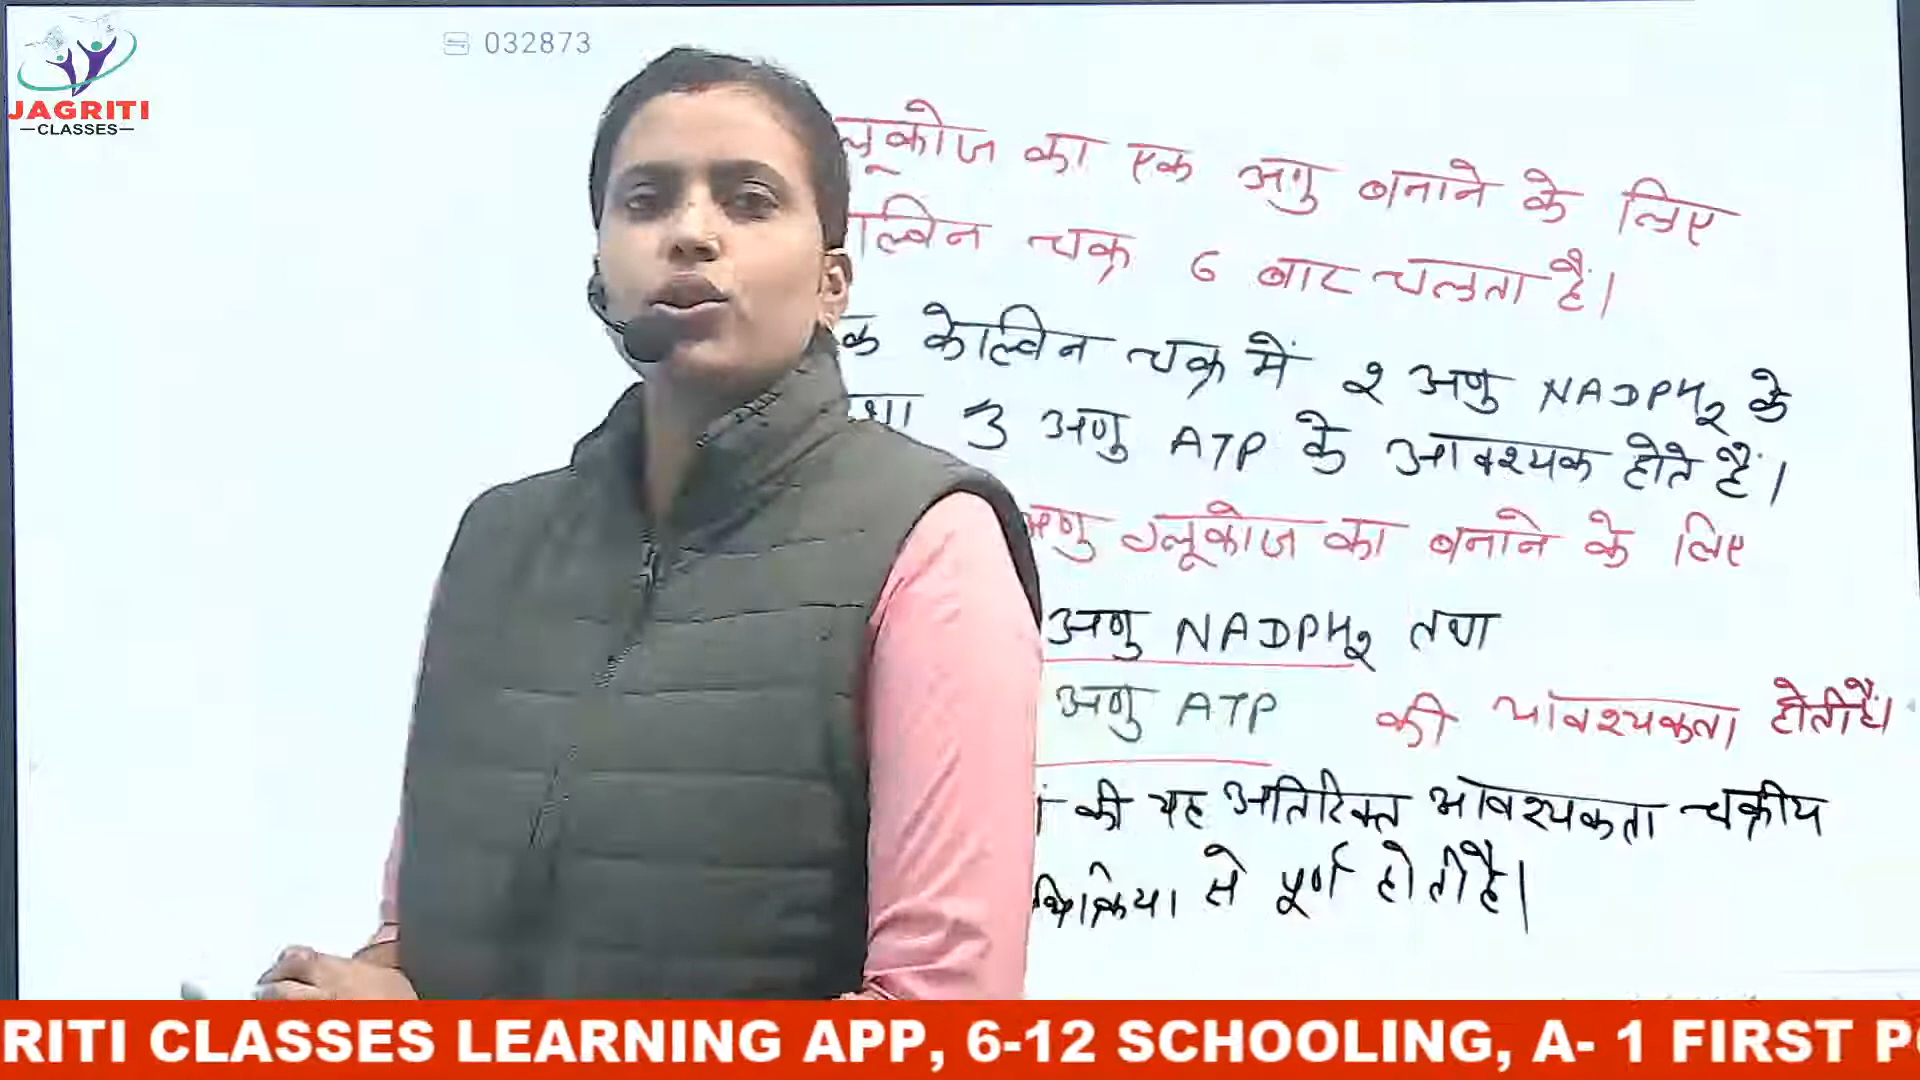 JAGRITI
CLASSES
032873
लूकोज का एक अणु बनाने के लिए
ाल्विन चक्र 6 बार चलता है।
क केाल्विन चक्र में 2 अणु NADPH2 के
था 3 अणु ATP के आवश्यक होते हैं।
अणु ग्लूकोज का बनाने के लिए
अणु NADPH2 तथा
अणु ATP की आवश्यकता होती है।
की यह अतिरिक्त आवश्यकता चक्रीय
से पूर्ण होती है।
RITI CLASSES LEARNING APP, 6-12 SCHOOLING, A- 1 FIRST P